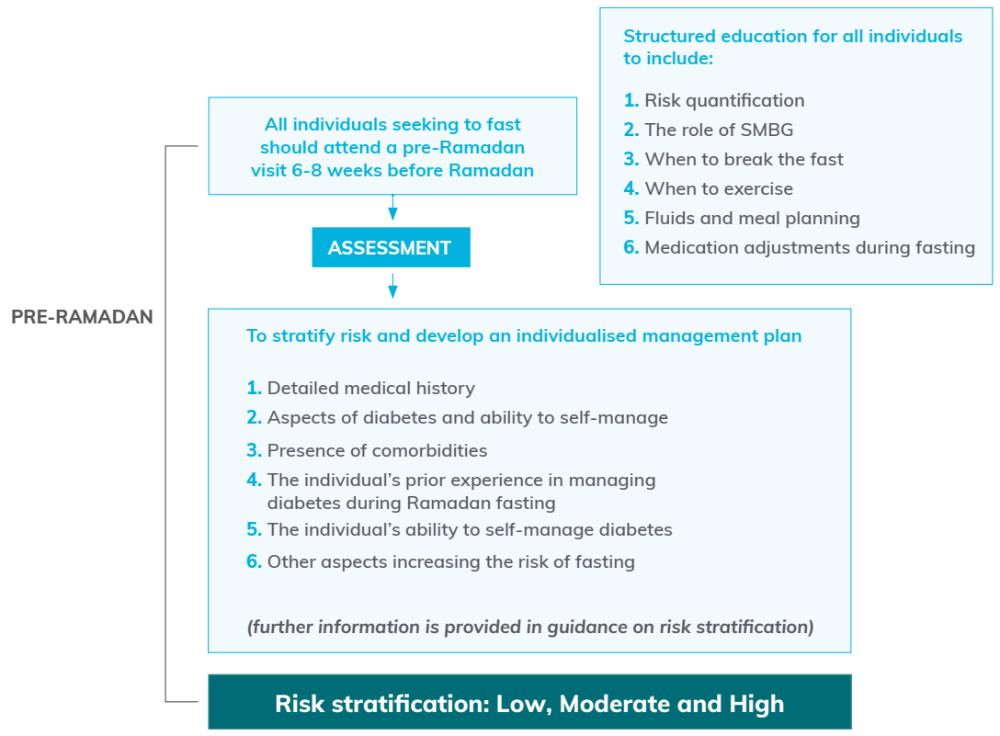 PRE-RAMADAN
All individuals seeking to fast
should attend a pre-Ramadan
visit 6-8 weeks before Ramadan
ASSESSMENT
To stratify risk and develop an individualised management plan
1. Detailed medical history
2. Aspects of diabetes and ability to self-manage
3. Presence of comorbidities
4. The individual’s prior experience in managing
diabetes during Ramadan fasting
5. The individual’s ability to self-manage diabetes
6. Other aspects increasing the risk of fasting
(further information is provided in guidance on risk stratification)
Risk stratification: Low, Moderate and High
Structured education for all individuals
to include:
1. Risk quantification
2. The role of SMBG
3. When to break the fast
4. When to exercise
5. Fluids and meal planning
6. Medication adjustments during fasting